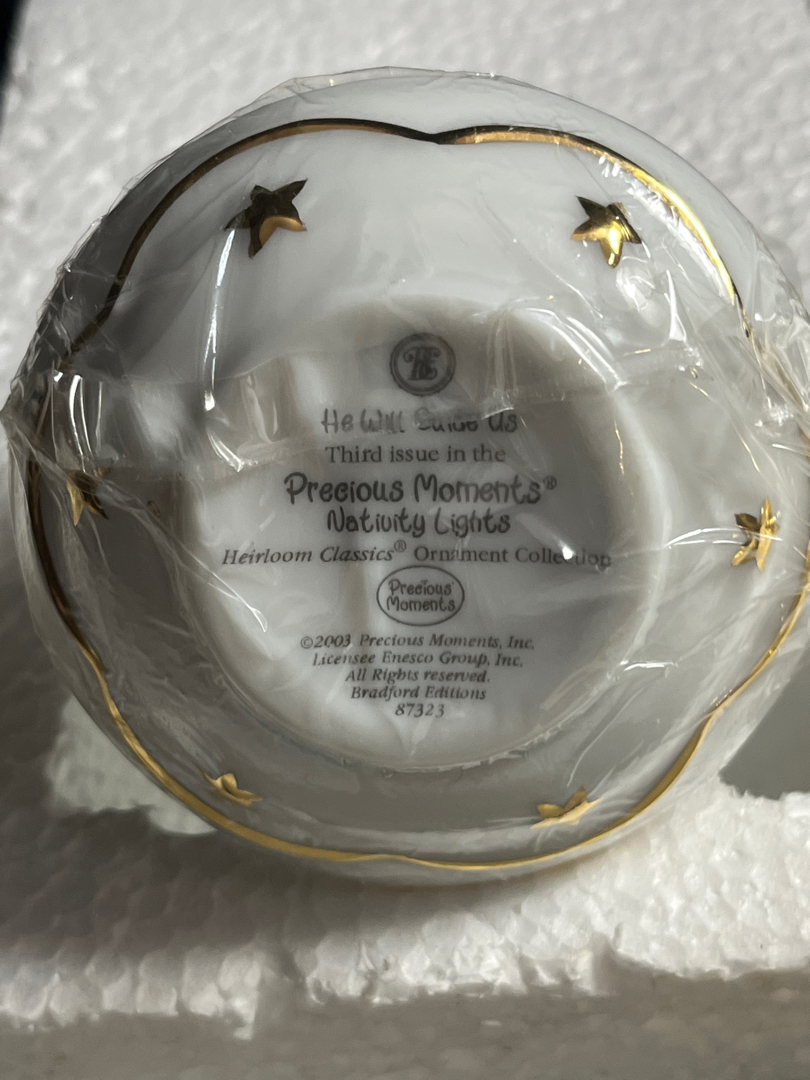 BE
He Will Guide Us
Third issue in the
Precious Moments®
Nativity Lights
Heirloom Classics® Ornament Collection
Precious
Moments
©2003 Precious Moments, Inc.
Licensee Enesco Group, Inc.
All Rights reserved.
Bradford Editions
87323